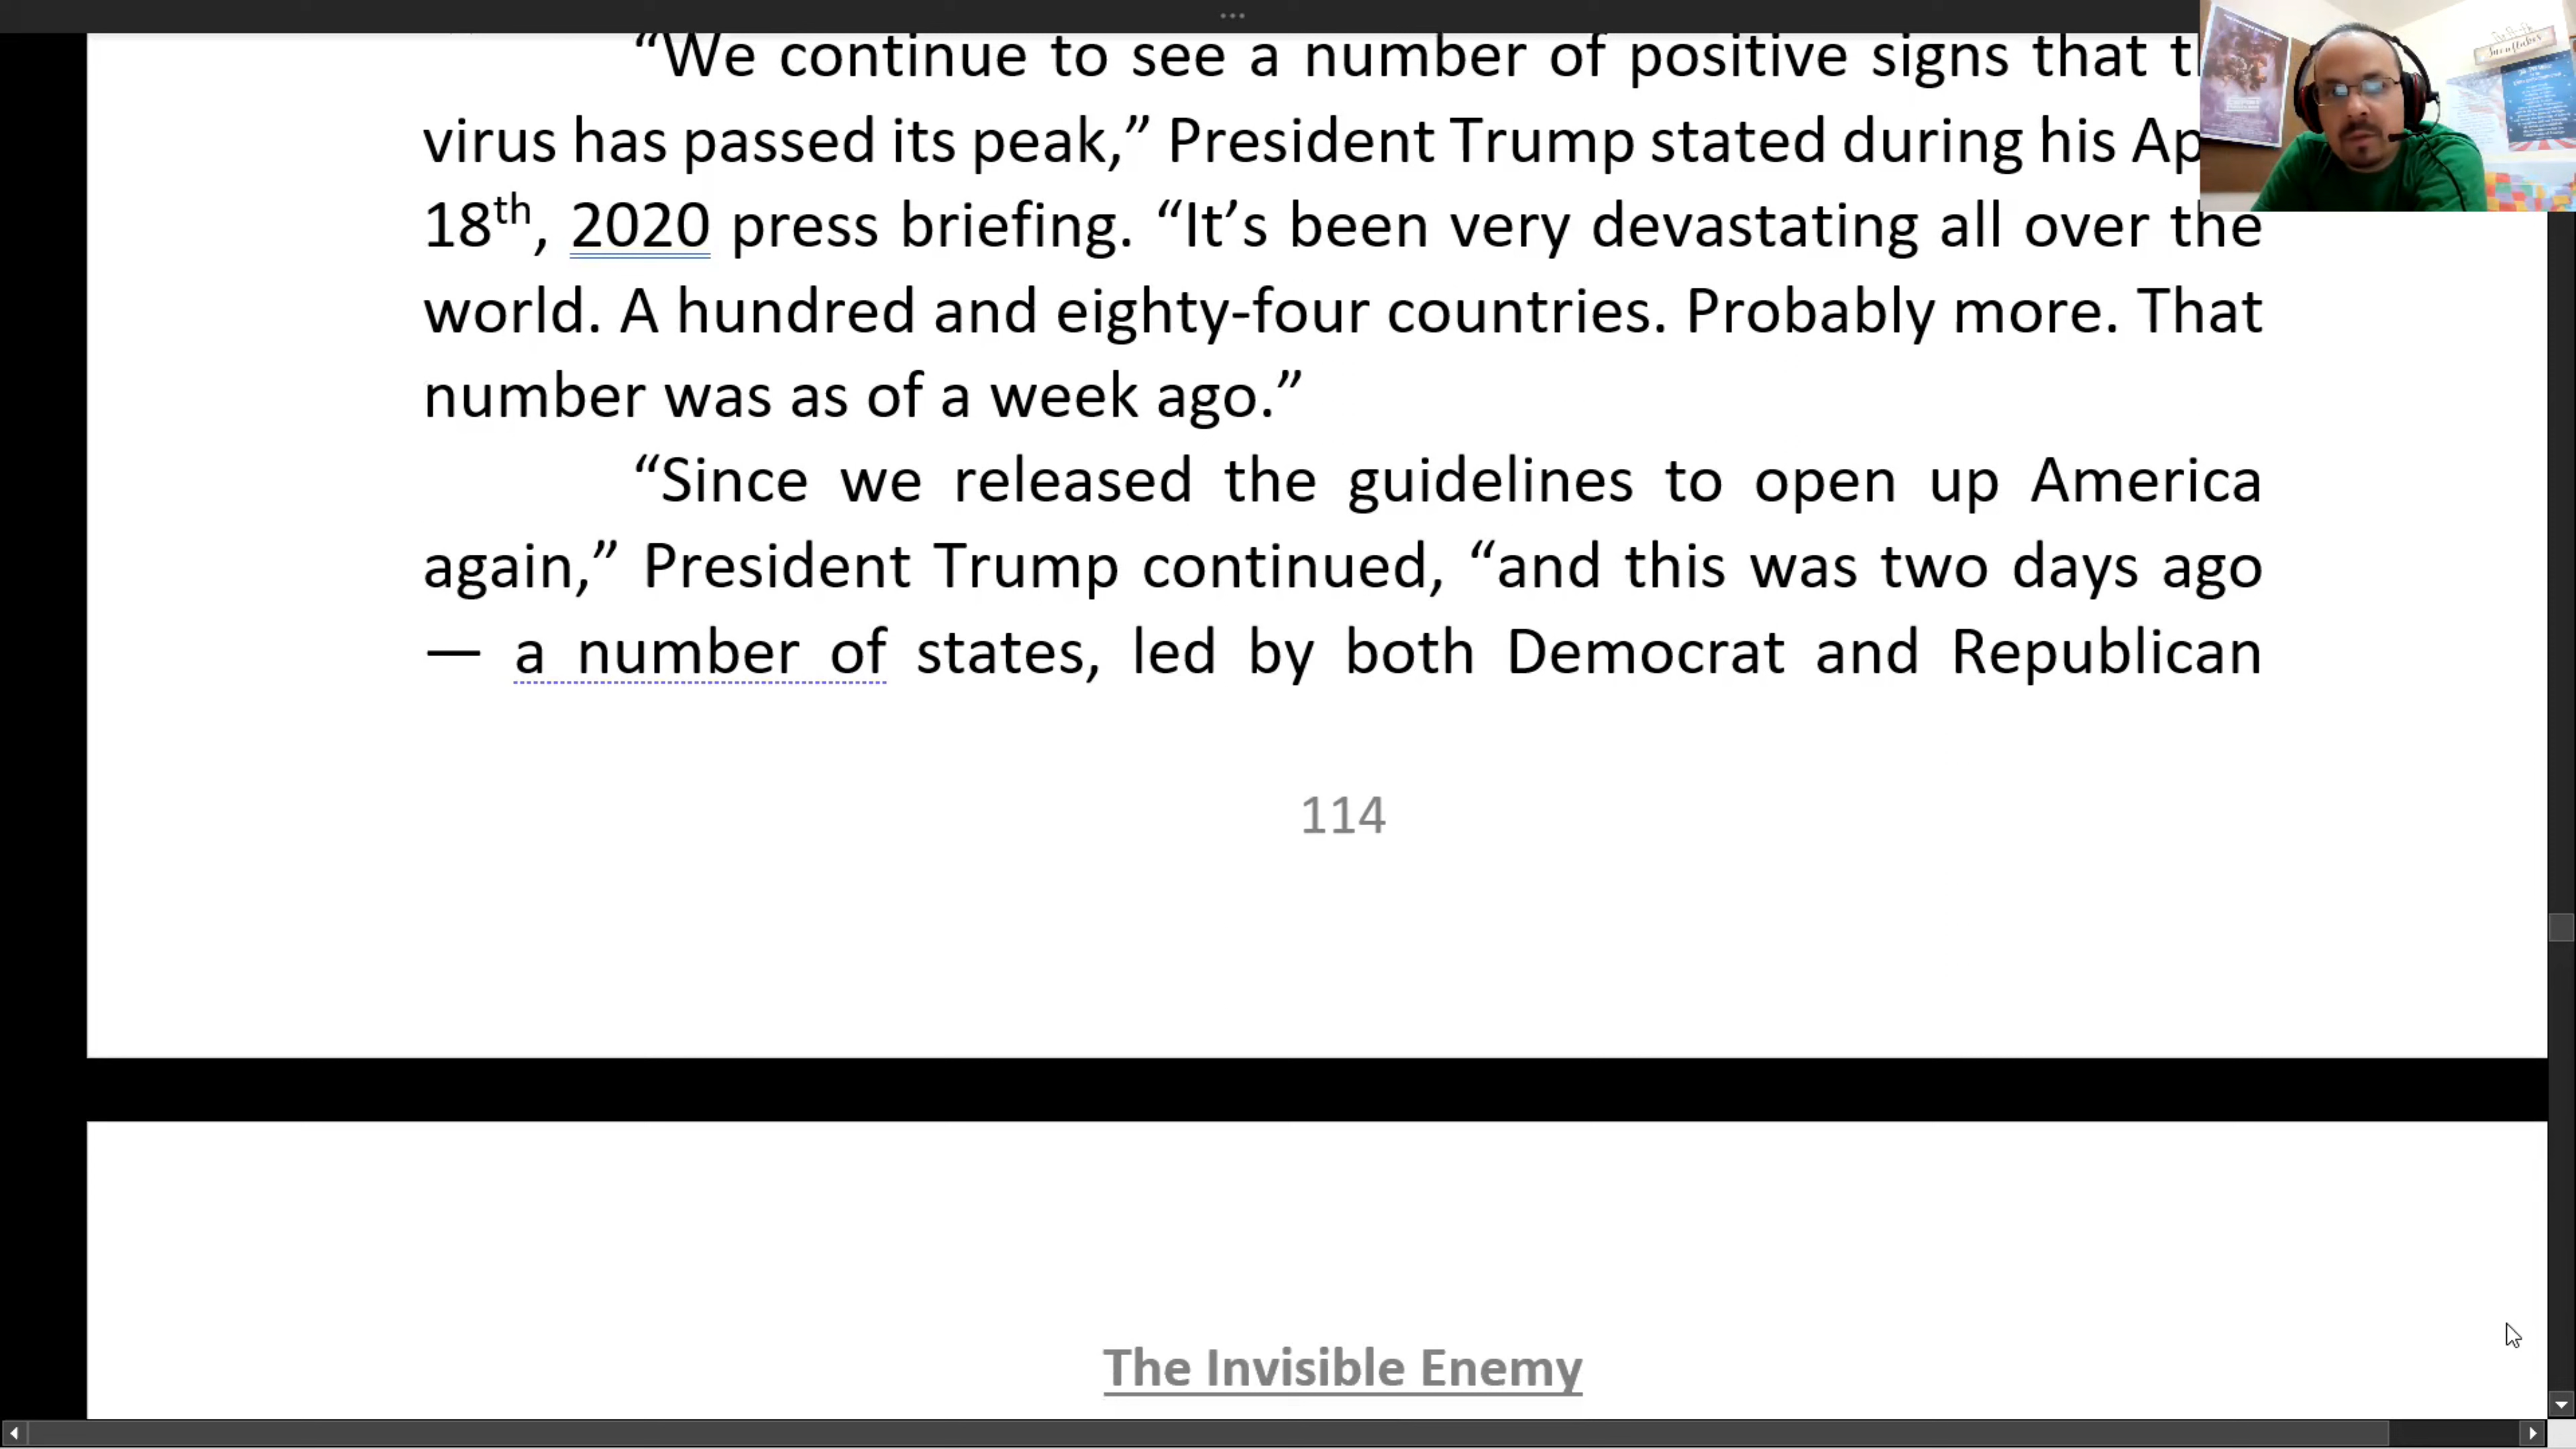 “We continue to see a number of positive signs that
virus has passed its peak,” President Trump stated during his
18th, 2020 press briefing. “It’s been very devastating all over the
world. A hundred and eighty-four countries. Probably more. That
number was as of a week ago.”
“Since we released the guidelines to open up America
again,” President Trump continued, “and this was two days ago
— a number of states, led by both Democrat and Republican
114
The Invisible Enemy